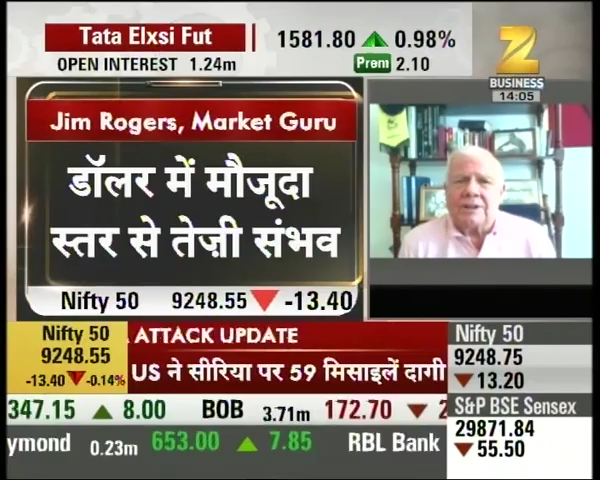 Tata Elxsi Fut
1581.80 0.98%
OPEN INTEREST 1.24m
Prem 2.10
Z
BUSINESS
14:05
Jim Rogers, Market Guru
डॉलर में मौजूदा
स्तर से तेज़ी संभव
Nifty 50 9248.55 -13.40
Nifty 50
9248.55
-13.40 -0.14%
ATTACK UPDATE
US ने सीरिया पर 59 मिसाइलें दागी
Nifty 50
9248.75
13.20
S&P BSE Sensex
29871.84
55.50
347.15 8.00 BOB 3.71m 172.70 2
ymond 0.23m 653.00 7.85 RBL Bank